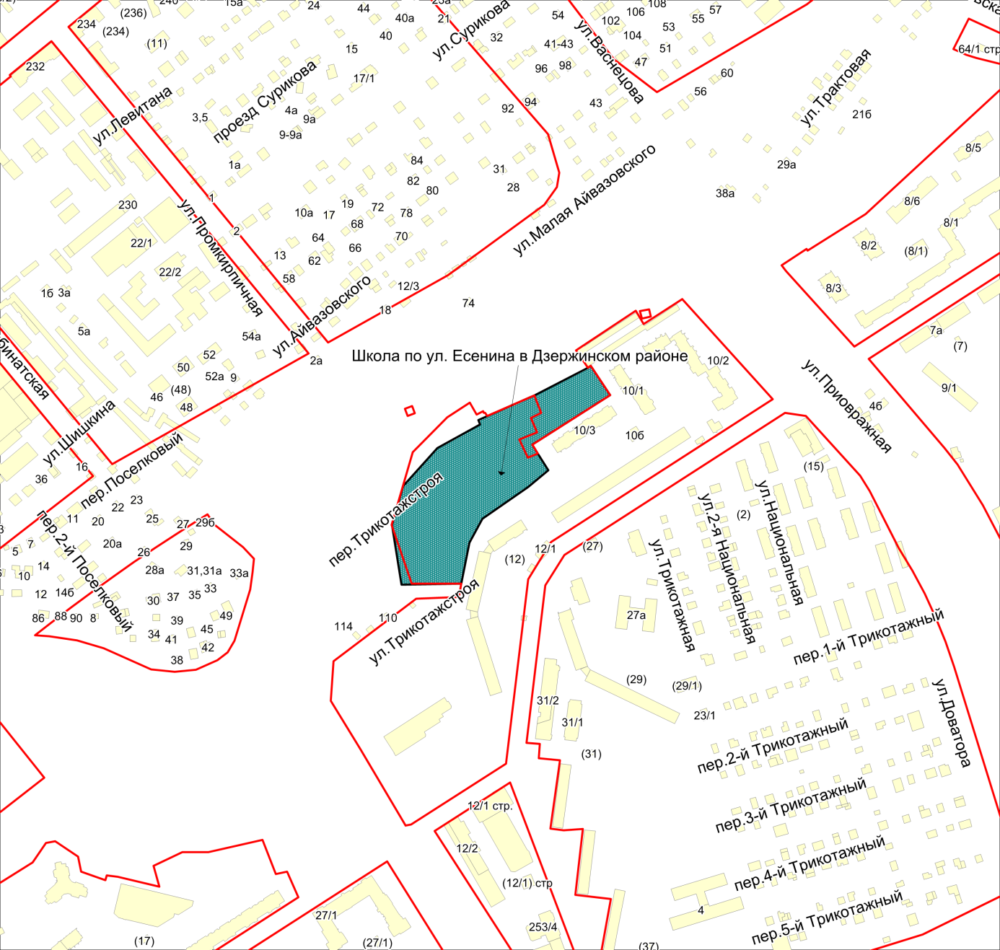 240
15а
24
44
40а
23а
21
54
106
108
57
55
(236)
234
(234)
(11)
40
15
32
ул.Сурикова
41-43
102
104
53
51
47
ул.Васнецова
96
98
60
56
64/1 стр
232
17/1
проезд Сурикова
ул.Левитана
3,5
4а
9а
9-9а
92
94
43
ул.Трактовая
216
1а
84
82
80
31
28
ул.Малая Айвазовского
29а
38а
8/5
8/6
8/1
8/2
(8/1)
8/3
230
1
2
ул.Промкирпичная
22/1
22/2
10а
17
19
72
78
68
64
70
66
13
62
58
12/3
18
74
ул.Айвазовского
16
3а
5а
54а
52
50
52а
9
2а
(48)
46
48
Школа по ул. Есенина в Дзержинском районе
10/2
10/1
10/3
106
7а
(7)
9/1
46
ул.Приовражная
ул.Шишкина
16
36
пер.Поселковый
пер.2-й Поселковый
пер.Трикотажстроя
23
22
11
20
25
27
296
7
5
20а
26
29
14
10
28а
31,31а
33а
12
146
30
37
35
33
86
88
90
8
39
49
34
41
45
42
38
114
110
ул.Трикотажстроя
(12)
12/1
(27)
(15)
(2)
ул.Национальная
ул.2-я Национальная
ул.Трикотажная
27а
пер.1-й Трикотажный
(29)
(29/1)
23/1
31/2
31/1
(31)
ул.Доватора
пер.2-й Трикотажный
пер.3-й Трикотажный
пер.4-й Трикотажный
пер.5-й Трикотажный
12/1 стр.
12/2
(12/1) стр
253/4
4
27/1
(27/1)
(17)
(37)